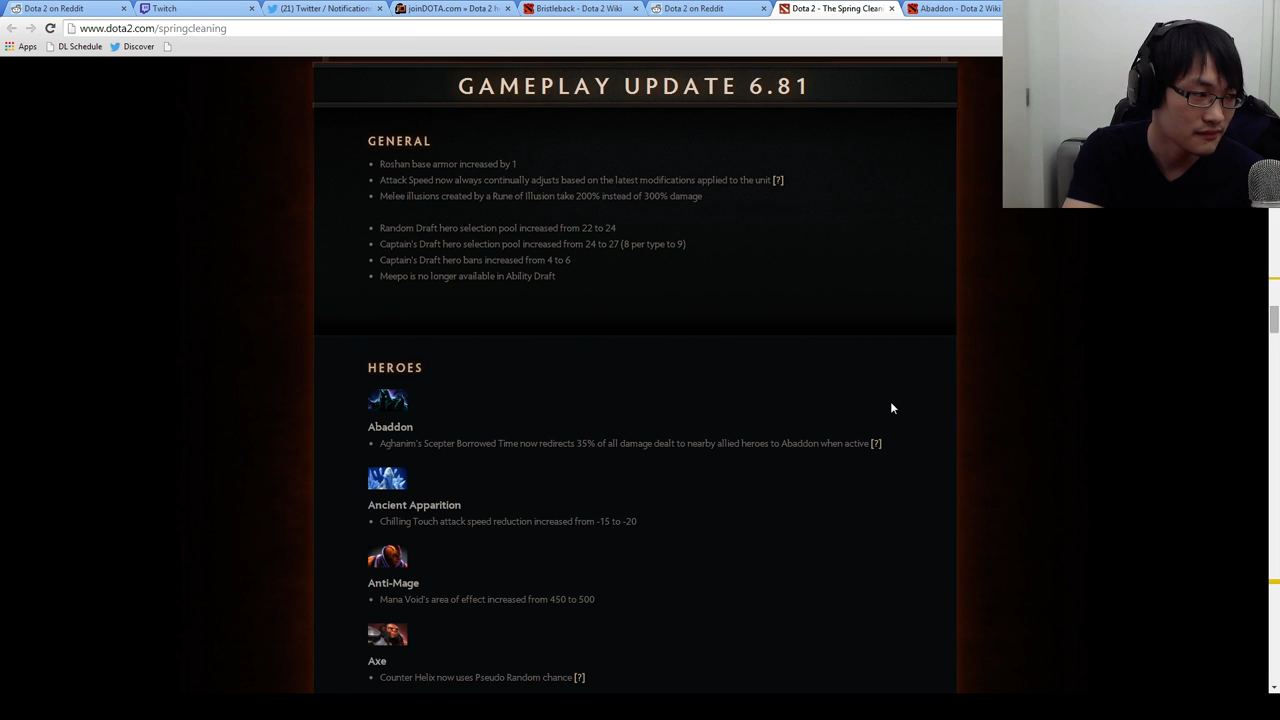 Dota 2 on Reddit
Twitch
(21) Twitter / Notification
joinDOTA.com » Dota 2 h
Bristleback - Dota 2 Wiki
Dota 2 on Reddit
Dota 2 - The Spring Clean
Abaddon - Dota 2 Wiki
www.dota2.com/springcleaning
Apps
DL Schedule
Discover
GAMEPLAY UPDATE 6.81
GENERAL
Roshan base armor increased by 1
Attack Speed now always continually adjusts based on the latest modifications applied to the unit [?]
Melee illusions created by a Rune of Illusion take 200% instead of 300% damage
Random Draft hero selection pool increased from 22 to 24
Captain's Draft hero selection pool increased from 24 to 27 (8 per type to 9)
Captain's Draft hero bans increased from 4 to 6
Meepo is no longer available in Ability Draft
HEROES
Abaddon
Aghanim's Scepter Borrowed Time now redirects 35% of all damage dealt to nearby allied heroes to Abaddon when active [?]
Ancient Apparition
Chilling Touch attack speed reduction increased from -15 to -20
Anti-Mage
Mana Void's area of effect increased from 450 to 500
Axe
Counter Helix now uses Pseudo Random chance [?]